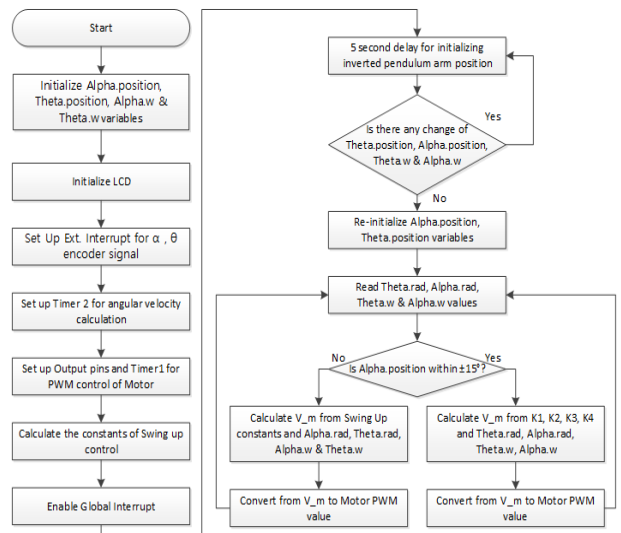 Start
Initialize Alpha.position,
Theta.position, Alpha.w &
Theta.w variables
Initialize LCD
Set Up Ext. Interrupt for α , θ
encoder signal
Set up Timer 2 for angular velocity
calculation
Set up Output pins and Timer1 for
PWM control of Motor
Calculate the constants of Swing up
control
Enable Global Interrupt
5 second delay for initializing
inverted pendulum arm position
Yes
Is there any change of
Theta.position, Alpha.position,
Theta.w & Alpha.w
No
Re-initialize Alpha.position,
Theta.position variables
Read Theta.rad, Alpha.rad,
Theta.w & Alpha.w values
No
Is Alpha.position within ±15°?
Yes
Calculate V_m from Swing Up
constants and Alpha.rad, Theta.rad,
Alpha.w & Theta.w
Convert from V_m to Motor PWM
value
Calculate V_m from K1, K2, K3, K4
and Theta.rad, Alpha.rad,
Theta.w, Alpha.w
Convert from V_m to Motor PWM
value